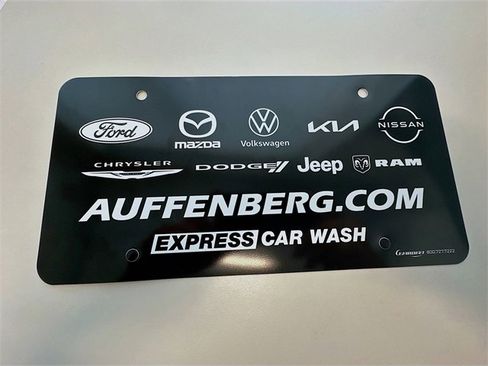 Ford MAZDA Volkswagen KIA NISSAN
CHRYSLER DODGE Jeep RAM
AUFFENBERG.COM
EXPRESS CAR WASH